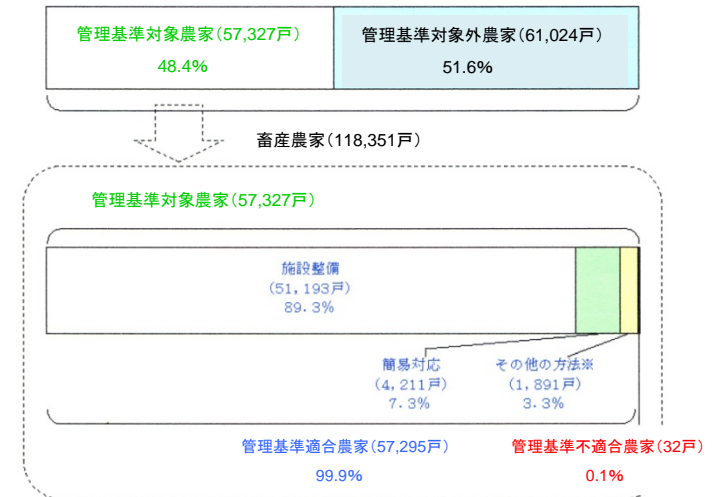 管理基準対象農家(57,327戸)
48.4%
管理基準対象外農家(61,024戸)
51.6%
畜産農家(118,351戸)
管理基準対象農家(57,327戸)
施設整備
(51,193戸)
89.3%
簡易対応
(4,211戸)
7.3%
その他の方法※
(1,891戸)
3.3%
管理基準適合農家(57,295戸)
99.9%
管理基準不適合農家(32戸)
0.1%